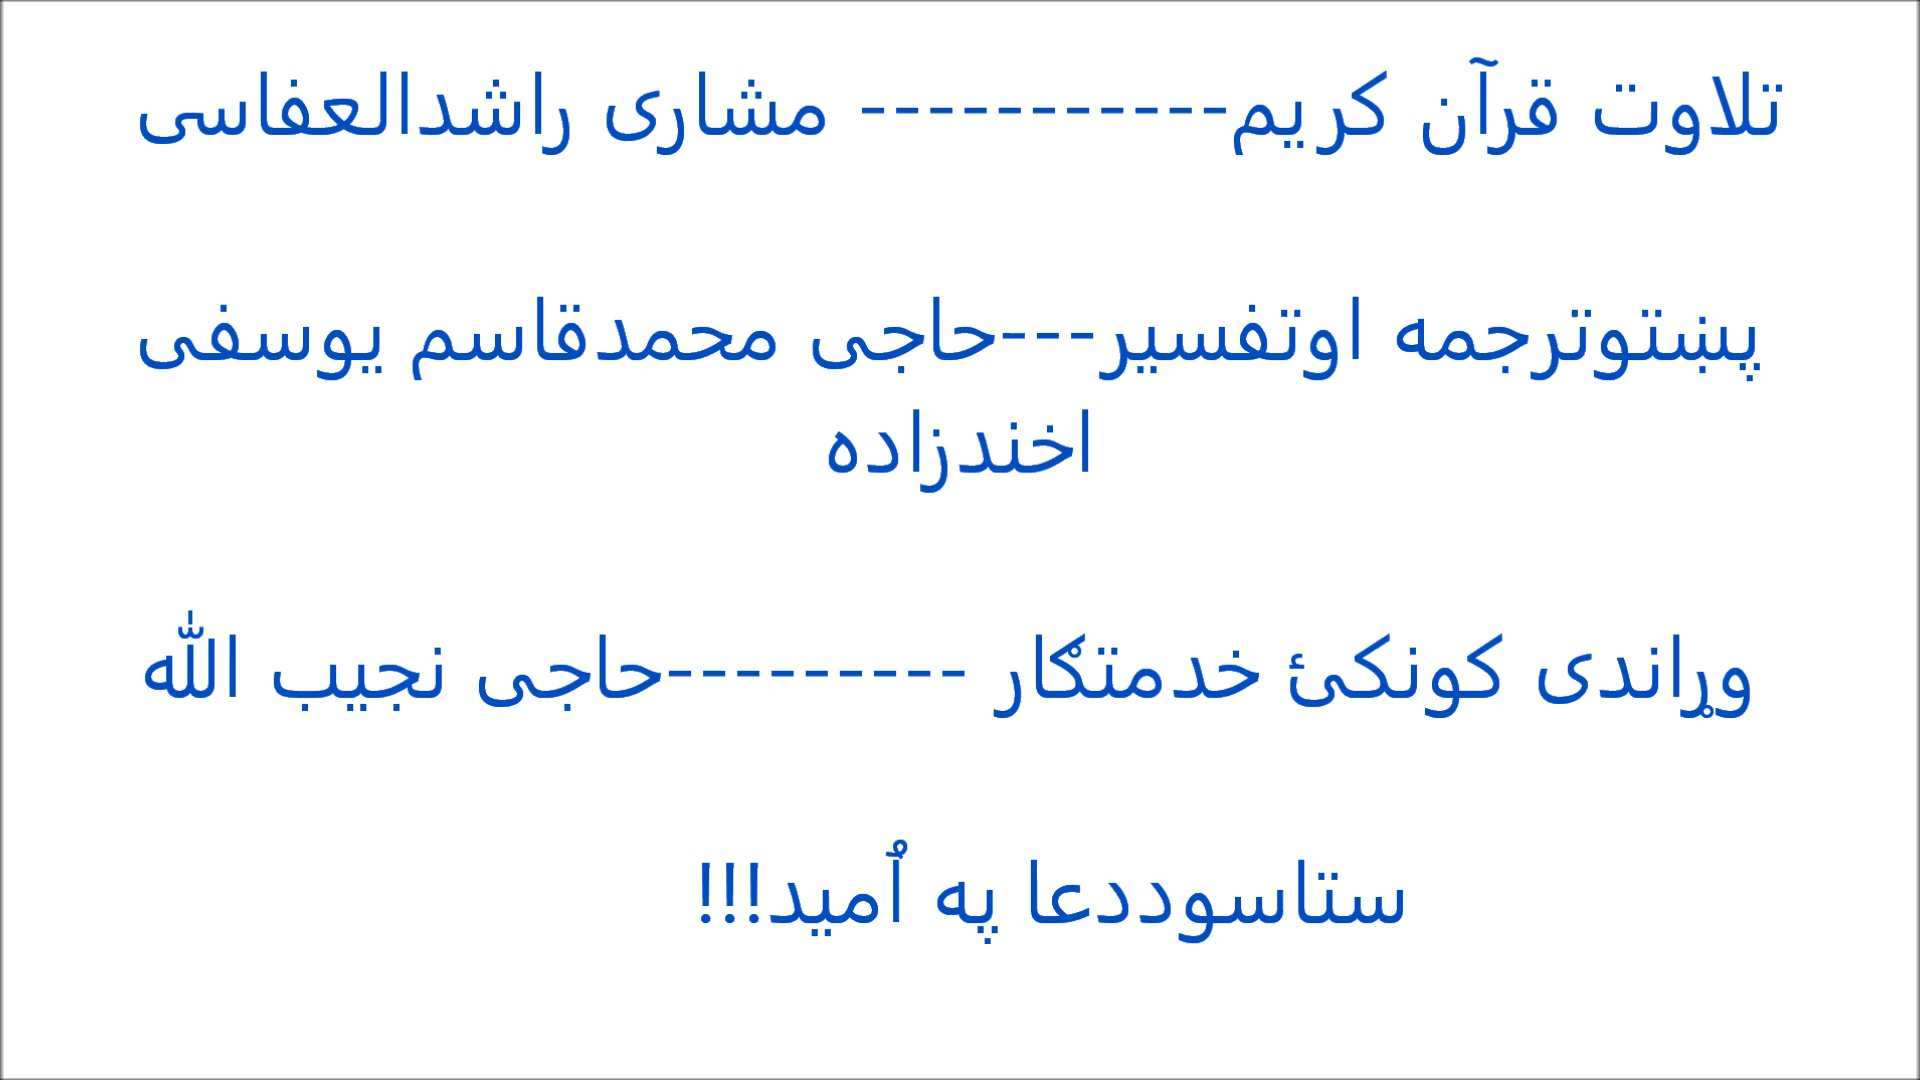 تلاوت قرآن کریم----------- مشاری راشدالعفاسی
پښتوترجمه اوتفسیر---حاجی محمدقاسم یوسفی
اخندزاده
وړاندی کونکئ خدمتګار ---------حاجی نجیب الله
ستاسوددعا په اُمید!!!